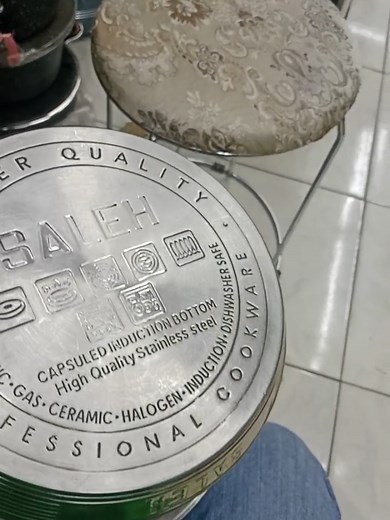 ER QUALITY
SALEH
CAPSULED INDUCTION BOTTOM
High Quality Stainless steel
C·GAS·CERAMIC·HALOGEN·INDUCTION·DISHWASHER SAFE
FESSIONAL COOKWARE